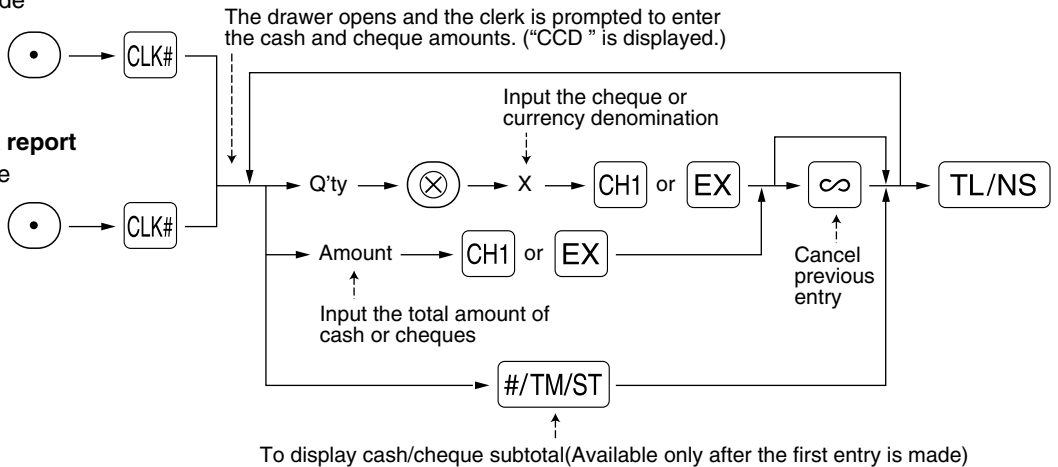 The drawer opens and the clerk is prompted to enter
the cash and cheque amounts. (“CCD ” is displayed.)
CLK#
Input the cheque or
currency denomination
report
Q'ty X CH1 or EX TL/NS
CLK#
Amount CH1 or EX
Cancel
previous
entry
Input the total amount of
cash or cheques
#/TM/ST
To display cash/cheque subtotal(Available only after the first entry is made)